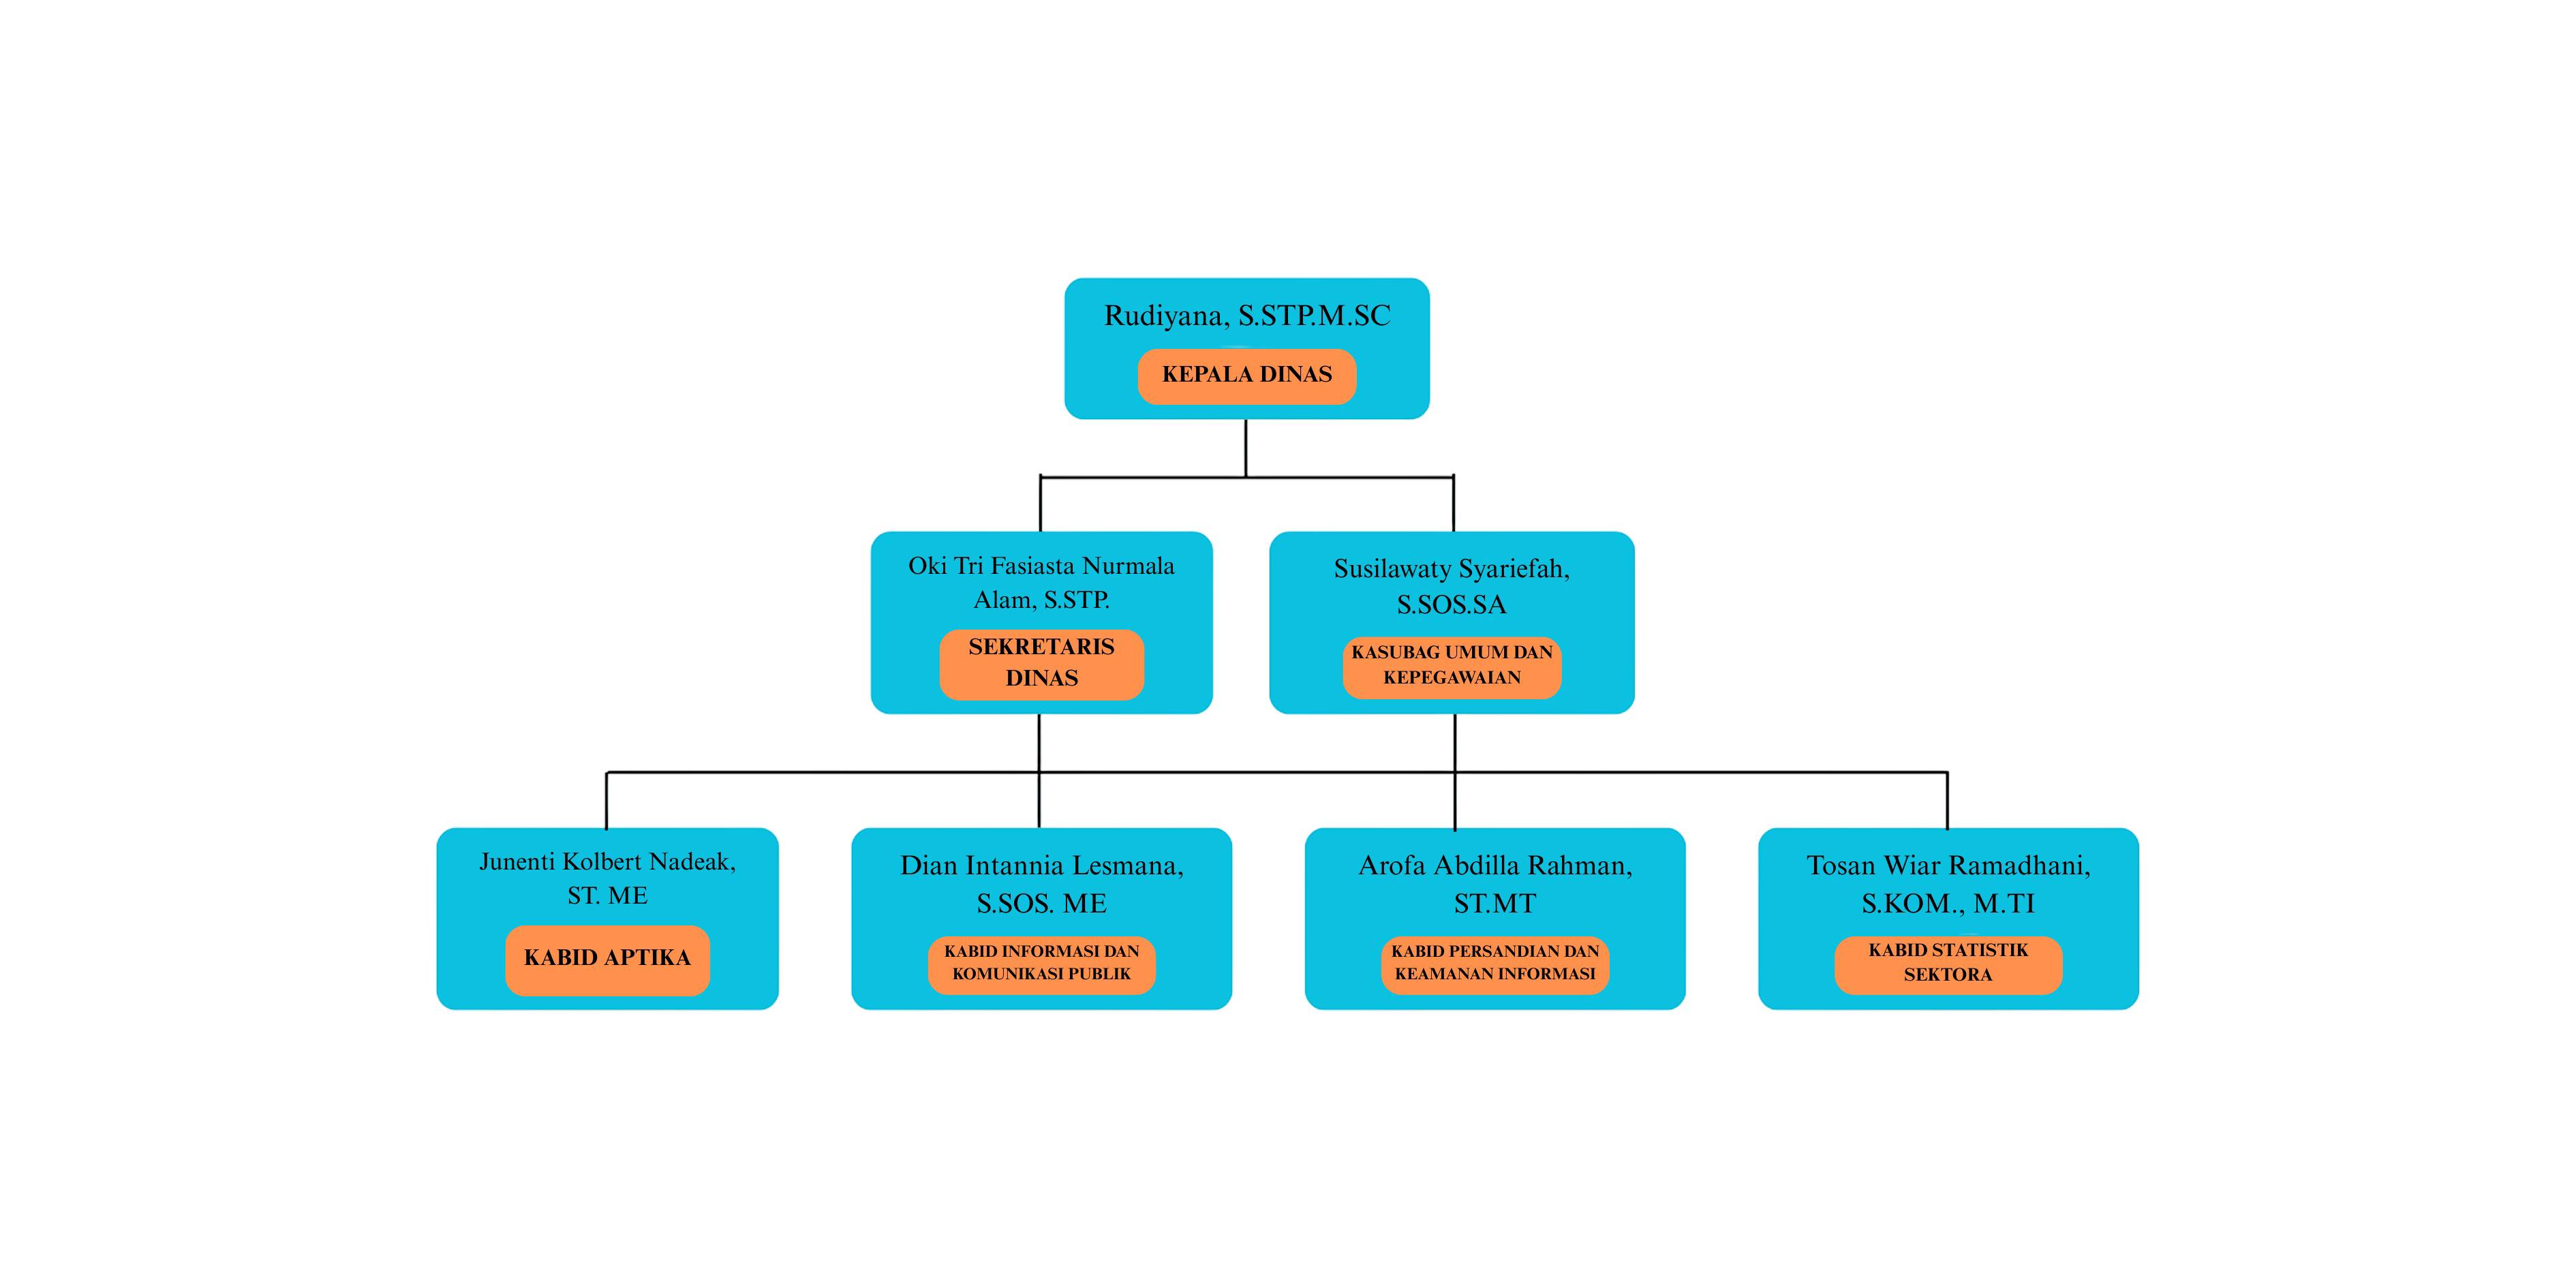 Rudiyana, S.STP.M.SC
KEPALA DINAS
Oki Tri Fasiasta Nurmala
Alam, S.STP.
SEKRETARIS
DINAS
Susilawaty Syariefah,
S.SOS.SA
KASUBAG UMUM DAN
KEPEGAWAIAN
Junenti Kolbert Nadeak,
ST. ME
KABID APTIKA
Dian Intannia Lesmana,
S.SOS. ME
KABID INFORMASI DAN
KOMUNIKASI PUBLIK
Arofa Abdilla Rahman,
ST.MT
KABID PERSANDIAN DAN
KEAMANAN INFORMASI
Tosan Wiar Ramadhani,
S.KOM., M.TI
KABID STATISTIK
SEKTORA